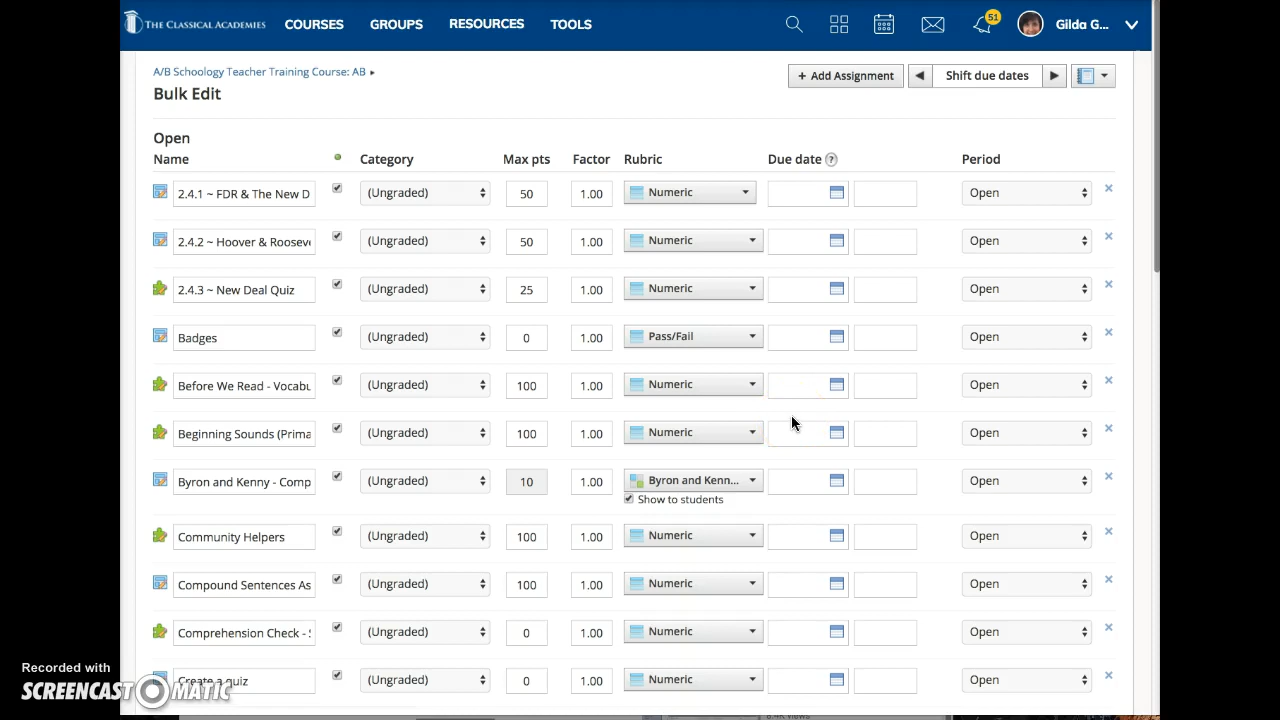 THE CLASSICAL ACADEMIES COURSES GROUPS RESOURCES TOOLS 51 Gilda G...
A/B Schoology Teacher Training Course: AB
+ Add Assignment Shift due dates
Bulk Edit
Open
Name Category Max pts Factor Rubric Due date ? Period
2.4.1 ~ FDR & The New D (Ungraded) 50 1.00 Numeric Open
2.4.2 ~ Hoover & Roosev (Ungraded) 50 1.00 Numeric Open
2.4.3 ~ New Deal Quiz (Ungraded) 25 1.00 Numeric Open
Badges (Ungraded) 0 1.00 Pass/Fail Open
Before We Read - Vocabu (Ungraded) 100 1.00 Numeric Open
Beginning Sounds (Prima (Ungraded) 100 1.00 Numeric Open
Byron and Kenny - Comp (Ungraded) 10 1.00 Byron and Kenn... Open
Show to students
Community Helpers (Ungraded) 100 1.00 Numeric Open
Compound Sentences As (Ungraded) 100 1.00 Numeric Open
Comprehension Check - (Ungraded) 0 1.00 Numeric Open
Create a quiz (Ungraded) 0 1.00 Numeric Open
Recorded with
SCREENCAST-O-MATIC